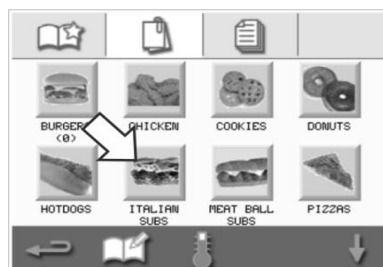 BURGERS
(0)
CHICKEN
COOKIES
DONUTS
HOTDOGS
ITALIAN
SUBS
MEAT BALL
SUBS
PIZZAS